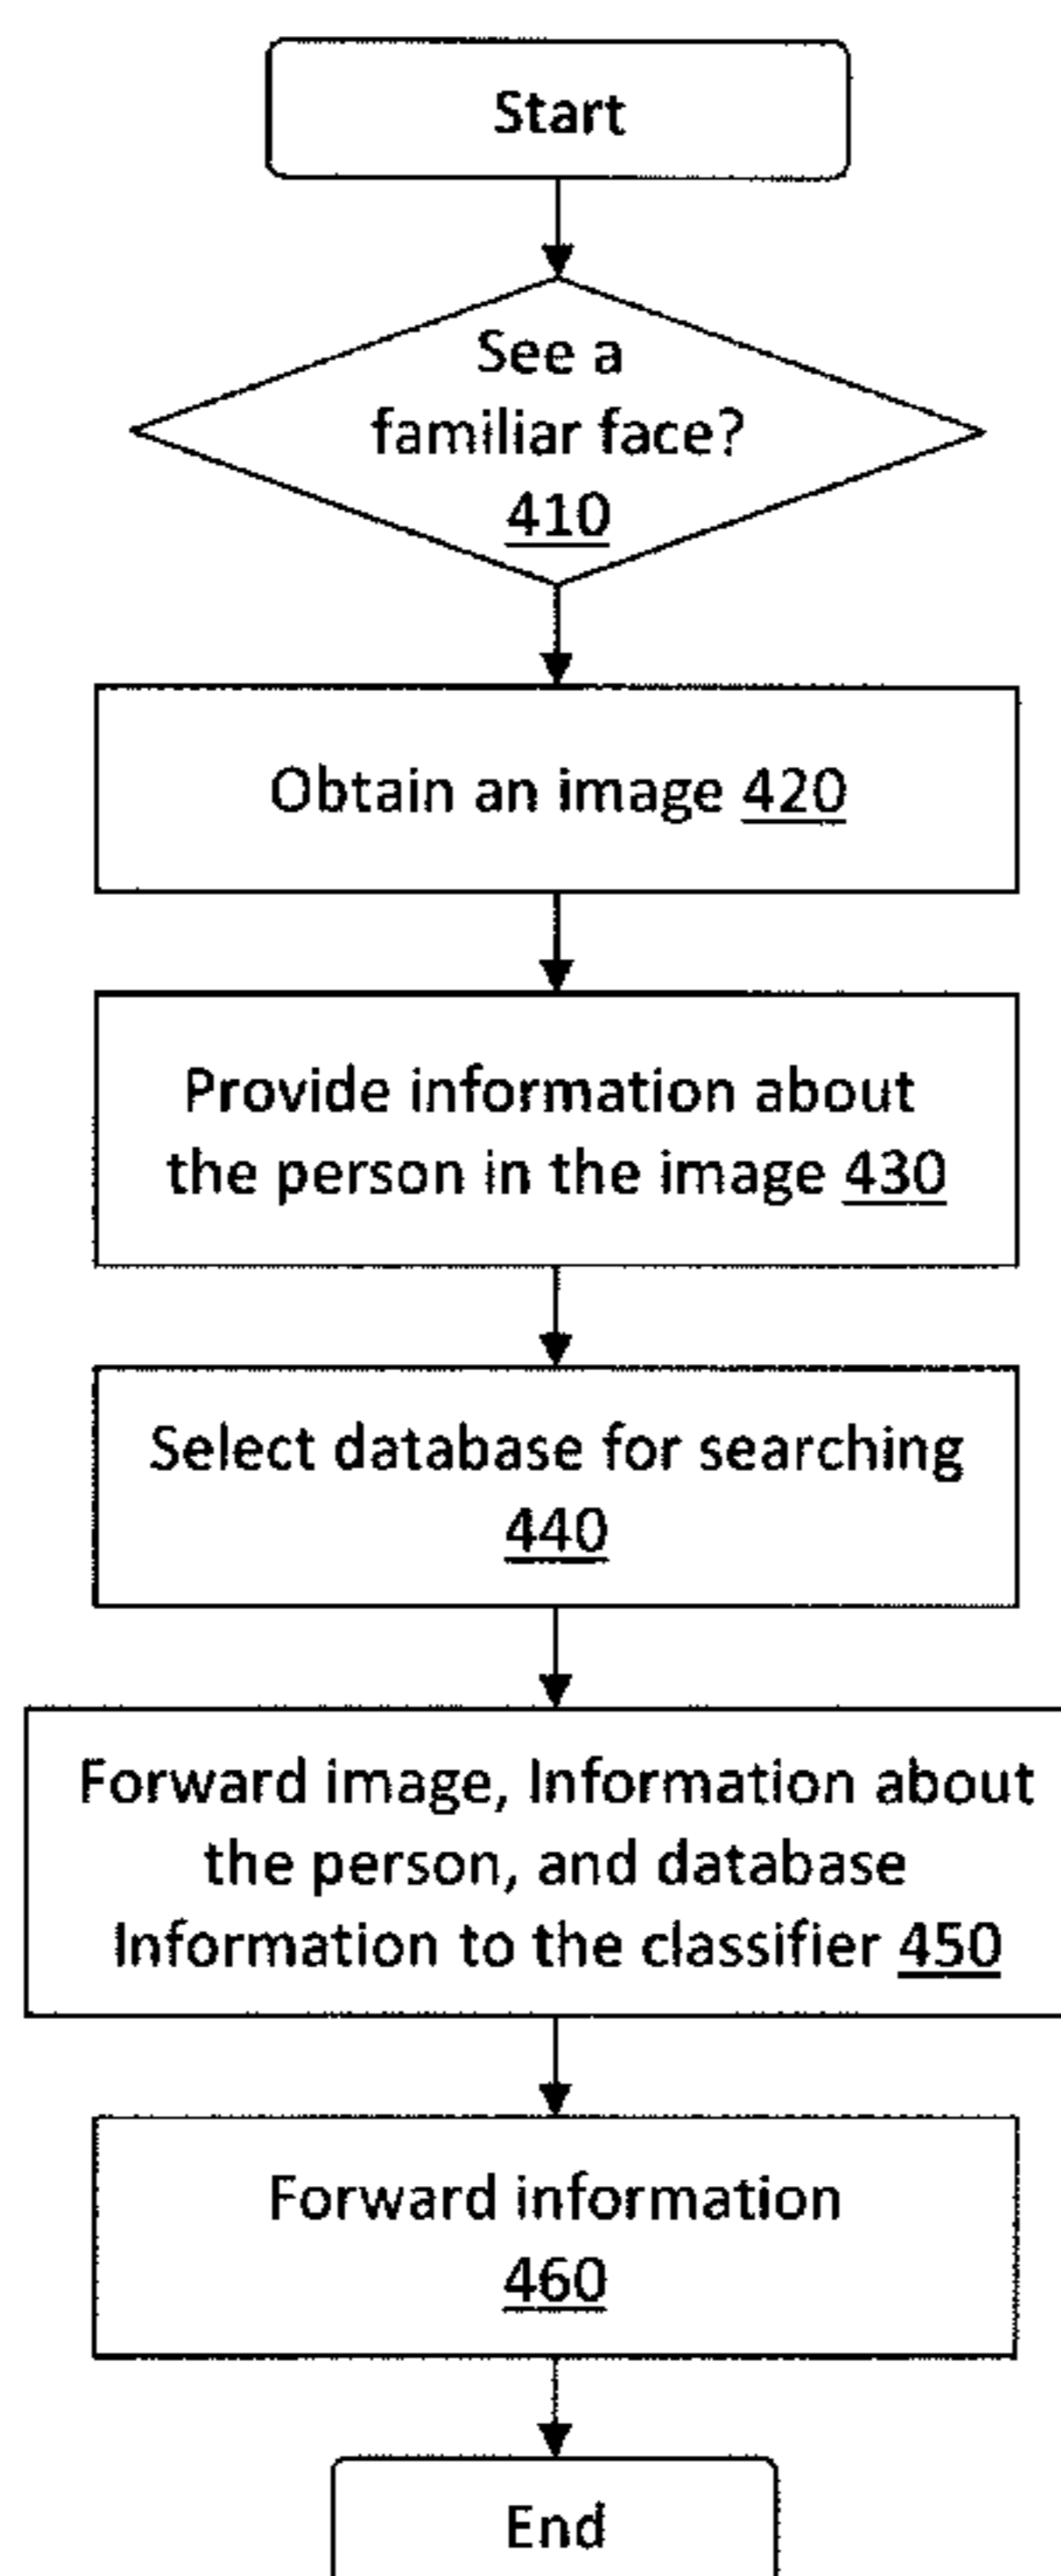 Start
See a
familiar face?
410
Obtain an image 420
Provide information about
the person in the image 430
Select database for searching
440
Forward image, Information about
the person, and database
Information to the classifier 450
Forward information
460
End